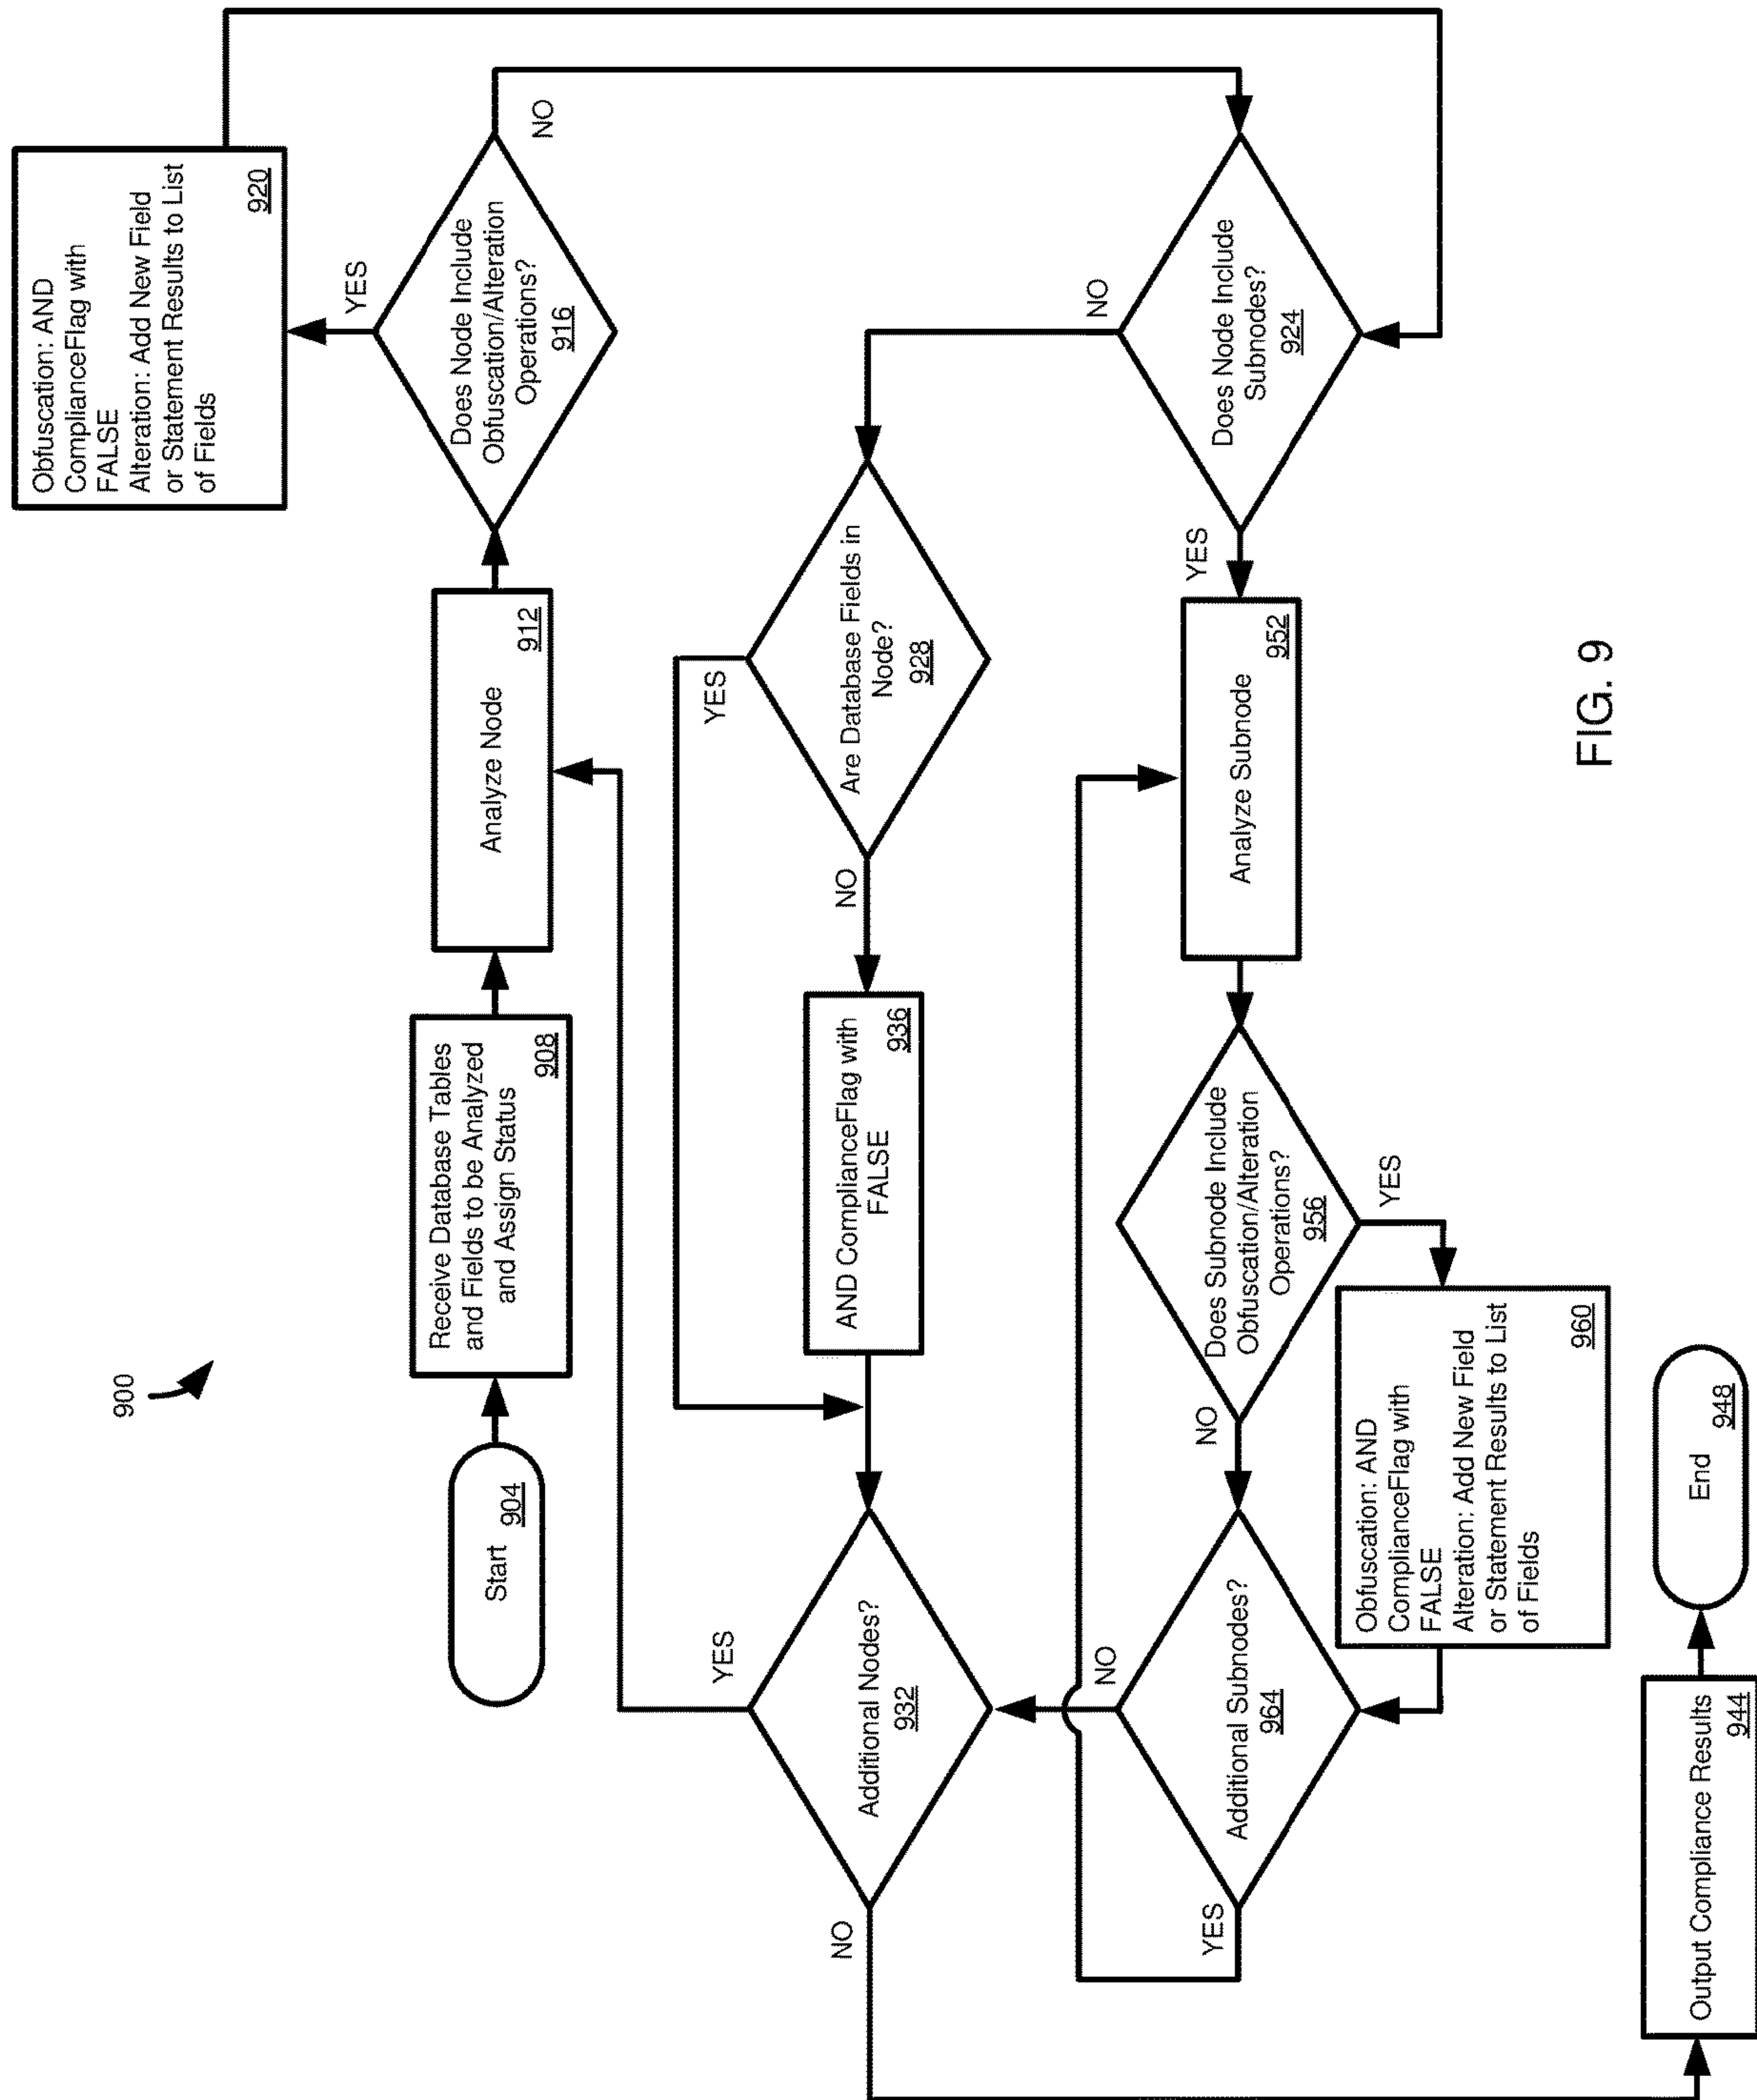 900
Start
904
Receive Database Tables
and Fields to be Analyzed
and Assign Status
908
Analyze Node
912
Does Node Include
Obfuscation/Alteration
Operations?
916
YES
NO
Obfuscation: AND
ComplianceFlag with
FALSE
Alteration: Add New Field
or Statement Results to List
of Fields
920
Does Node Include
Subnodes?
924
NO
YES
Are Database Fields in
Node?
928
YES
NO
AND ComplianceFlag with
FALSE
936
Additional Nodes?
932
YES
NO
Analyze Subnode
952
Does Subnode Include
Obfuscation/Alteration
Operations?
956
YES
NO
Obfuscation: AND
ComplianceFlag with
FALSE
Alteration: Add New Field
or Statement Results to List
of Fields
960
Additional Subnodes?
964
NO
YES
Output Compliance Results
944
End
948
FIG. 9